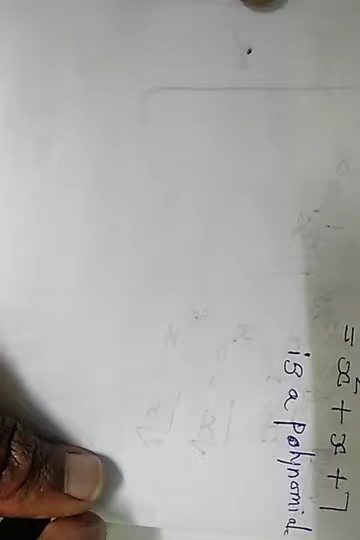 = x² + x + 7
is a polynomial.